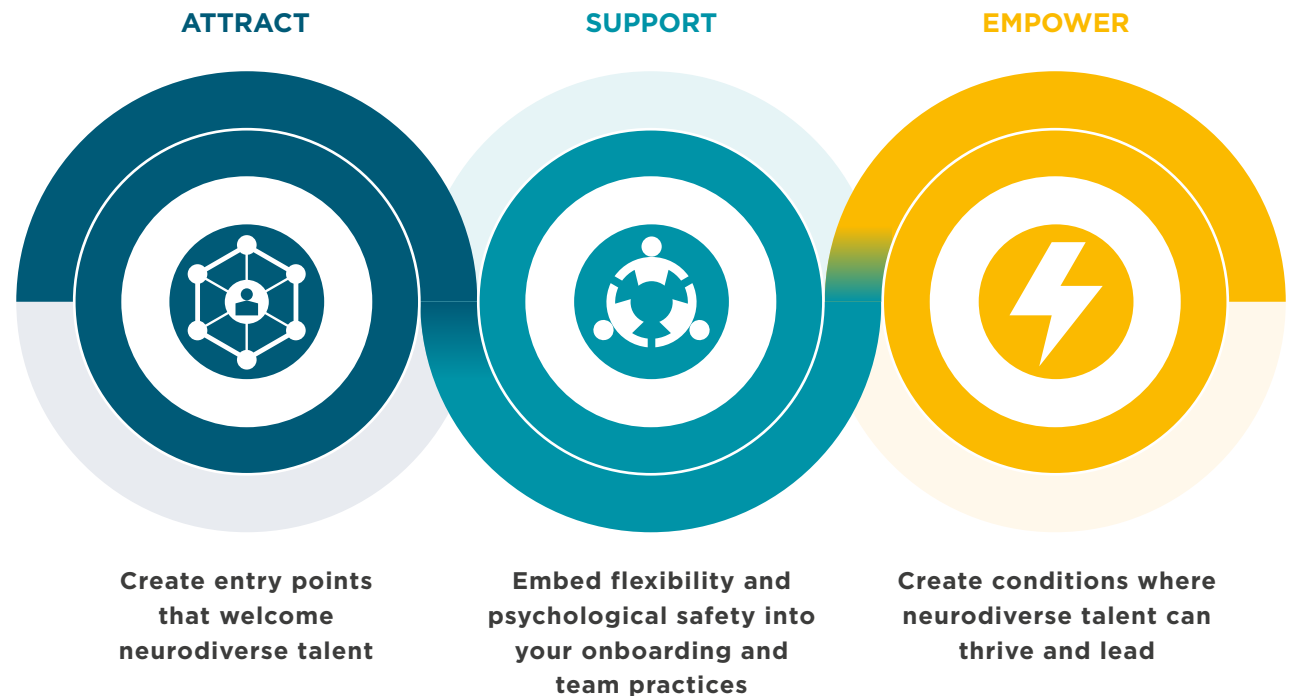 ATTRACT
SUPPORT
EMPOWER
Create entry points
that welcome
neurodiverse talent
Embed flexibility and
psychological safety into
your onboarding and
team practices
Create conditions where
neurodiverse talent can
thrive and lead